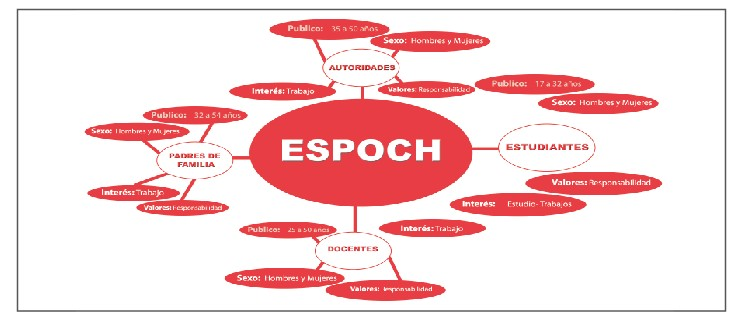 Publico: 35 a 50 años
Sexo: Hombres y Mujeres
AUTORIDADES
Interés: Trabajo
Valores: Responsabilidad
Publico: 17 a 32 años
Sexo: Hombres y Mujeres
Publico: 32 a 54 años
Sexo: Hombres y Mujeres
PADRES DE
FAMILIA
Interés: Trabajo
Valores: Responsabilidad
ESPOCH
ESTUDIANTES
Valores: Responsabilidad
Interés: Estudio- Trabajos
Publico: 25 a 50 años
Interés: Trabajo
DOCENTES
Sexo: Hombres y Mujeres
Valores: Responsabilidad